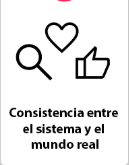 Consistencia entre
el sistema y el
mundo real